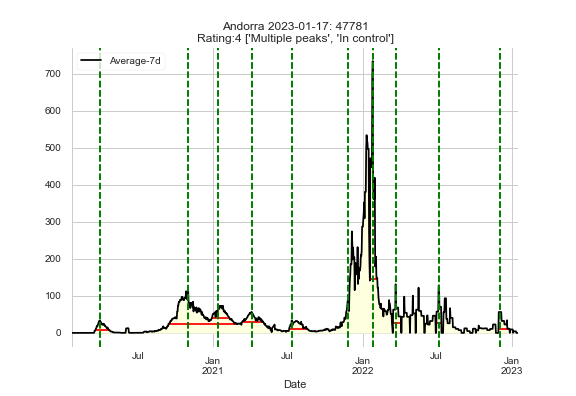 Andorra 2023-01-17: 47781
Rating:4 ['Multiple peaks', 'In control']
Average-7d
700
600
500
400
300
200
100
0
Jul
Jan
2021
Jul
Jan
2022
Jul
Jan
2023
Date